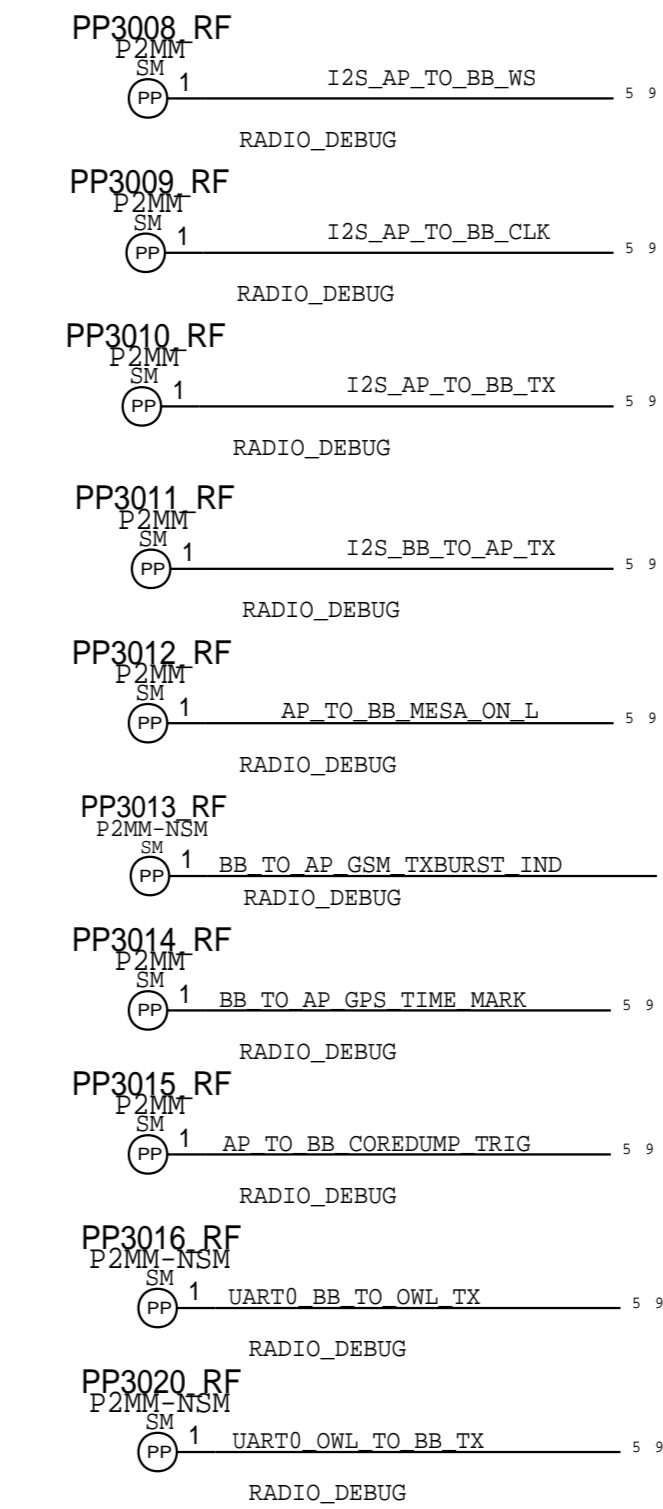 PP3008_RF
P2MM
SM
PP 1 I2S_AP_TO_BB_WS 5 9
RADIO_DEBUG
PP3009_RF
P2MM
SM
PP 1 I2S_AP_TO_BB_CLK 5 9
RADIO_DEBUG
PP3010_RF
P2MM
SM
PP 1 I2S_AP_TO_BB_TX 5 9
RADIO_DEBUG
PP3011_RF
P2MM
SM
PP 1 I2S_BB_TO_AP_TX 5 9
RADIO_DEBUG
PP3012_RF
P2MM
SM
PP 1 AP_TO_BB_MESA_ON_L 5 9
RADIO_DEBUG
PP3013_RF
P2MM-NSM
SM
PP 1 BB_TO_AP_GSM_TXBURST_IND
RADIO_DEBUG
PP3014_RF
P2MM
SM
PP 1 BB_TO_AP_GPS_TIME_MARK 5 9
RADIO_DEBUG
PP3015_RF
P2MM
SM
PP 1 AP_TO_BB_COREDUMP_TRIG 5 9
RADIO_DEBUG
PP3016_RF
P2MM-NSM
SM
PP 1 UART0_BB_TO_OWL_TX 5 9
RADIO_DEBUG
PP3020_RF
P2MM-NSM
SM
PP 1 UART0_OWL_TO_BB_TX 5 9
RADIO_DEBUG